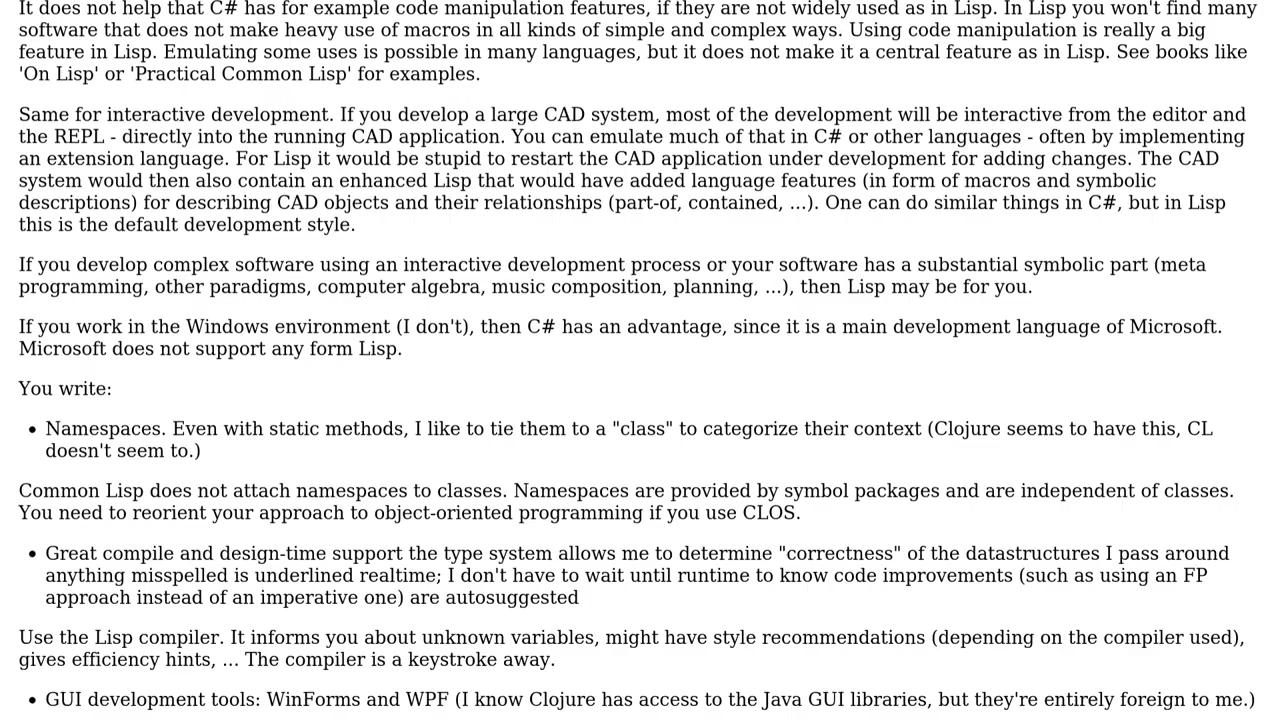 It does not help that C# has for example code manipulation features, if they are not widely used as in Lisp. In Lisp you won't find many
software that does not make heavy use of macros in all kinds of simple and complex ways. Using code manipulation is really a big
feature in Lisp. Emulating some uses is possible in many languages, but it does not make it a central feature as in Lisp. See books like
'On Lisp' or 'Practical Common Lisp' for examples.
Same for interactive development. If you develop a large CAD system, most of the development will be interactive from the editor and
the REPL - directly into the running CAD application. You can emulate much of that in C# or other languages - often by implementing
an extension language. For Lisp it would be stupid to restart the CAD application under development for adding changes. The CAD
system would then also contain an enhanced Lisp that would have added language features (in form of macros and symbolic
descriptions) for describing CAD objects and their relationships (part-of, contained, ...). One can do similar things in C#, but in Lisp
this is the default development style.
If you develop complex software using an interactive development process or your software has a substantial symbolic part (meta
programming, other paradigms, computer algebra, music composition, planning, ...), then Lisp may be for you.
If you work in the Windows environment (I don't), then C# has an advantage, since it is a main development language of Microsoft.
Microsoft does not support any form Lisp.
You write:
• Namespaces. Even with static methods, I like to tie them to a "class" to categorize their context (Clojure seems to have this, CL
doesn't seem to.)
Common Lisp does not attach namespaces to classes. Namespaces are provided by symbol packages and are independent of classes.
You need to reorient your approach to object-oriented programming if you use CLOS.
• Great compile and design-time support the type system allows me to determine "correctness" of the datastructures I pass around
anything misspelled is underlined realtime; I don't have to wait until runtime to know code improvements (such as using an FP
approach instead of an imperative one) are autosuggested
Use the Lisp compiler. It informs you about unknown variables, might have style recommendations (depending on the compiler used),
gives efficiency hints, ... The compiler is a keystroke away.
• GUI development tools: WinForms and WPF (I know Clojure has access to the Java GUI libraries, but they're entirely foreign to me.)